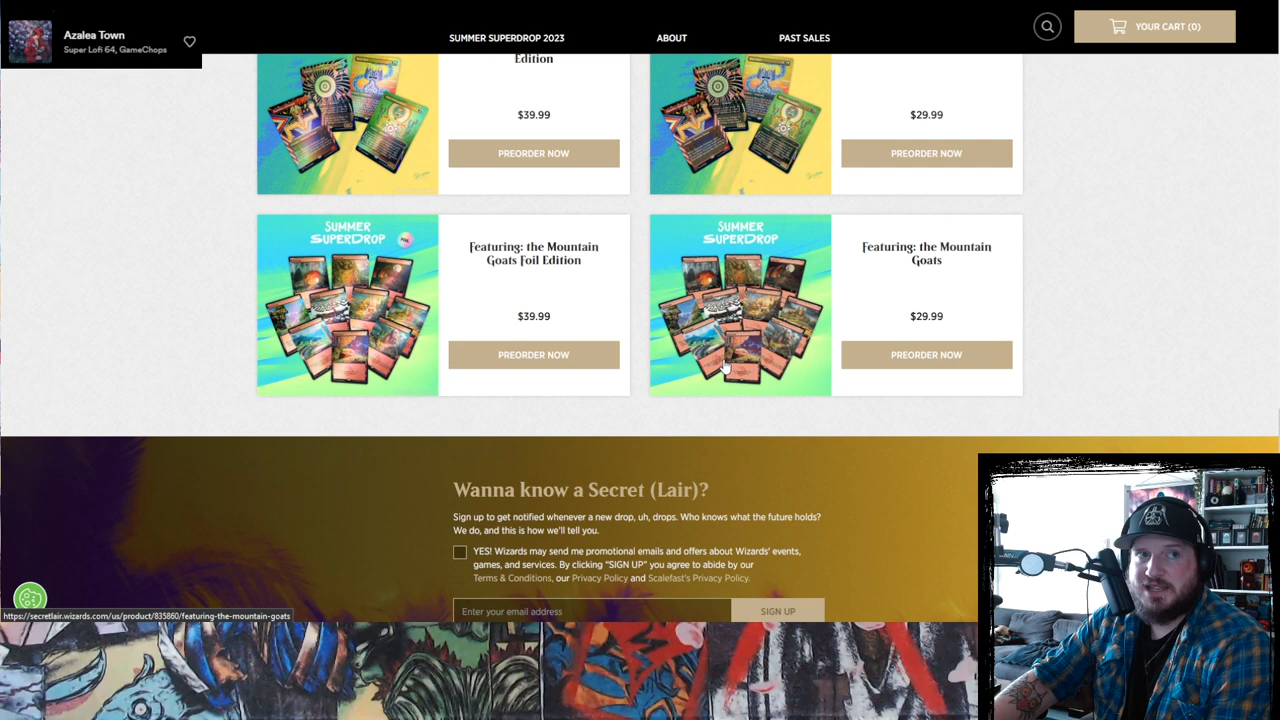 Azalea Town
Super Lofi 64, GameChops
SUMMER SUPERDROP 2023
ABOUT
PAST SALES
YOUR CART (0)
Edition
$39.99
PREORDER NOW
$29.99
PREORDER NOW
SUMMER
SUPERDROP
FOIL
Featuring: the Mountain
Goats Foil Edition
$39.99
PREORDER NOW
SUMMER
SUPERDROP
Featuring: the Mountain
Goats
$29.99
PREORDER NOW
Wanna know a Secret (Lair)?
Sign up to get notified whenever a new drop, uh, drops. Who knows what the future holds?
We do, and this is how we'll tell you.
YES! Wizards may send me promotional emails and offers about Wizards' events,
games, and services. By clicking "SIGN UP" you agree to abide by our
Terms & Conditions, our Privacy Policy and Scalefast's Privacy Policy.
Enter your email address
SIGN UP
https://secretlair.wizards.com/us/product/835860/featuring-the-mountain-goats